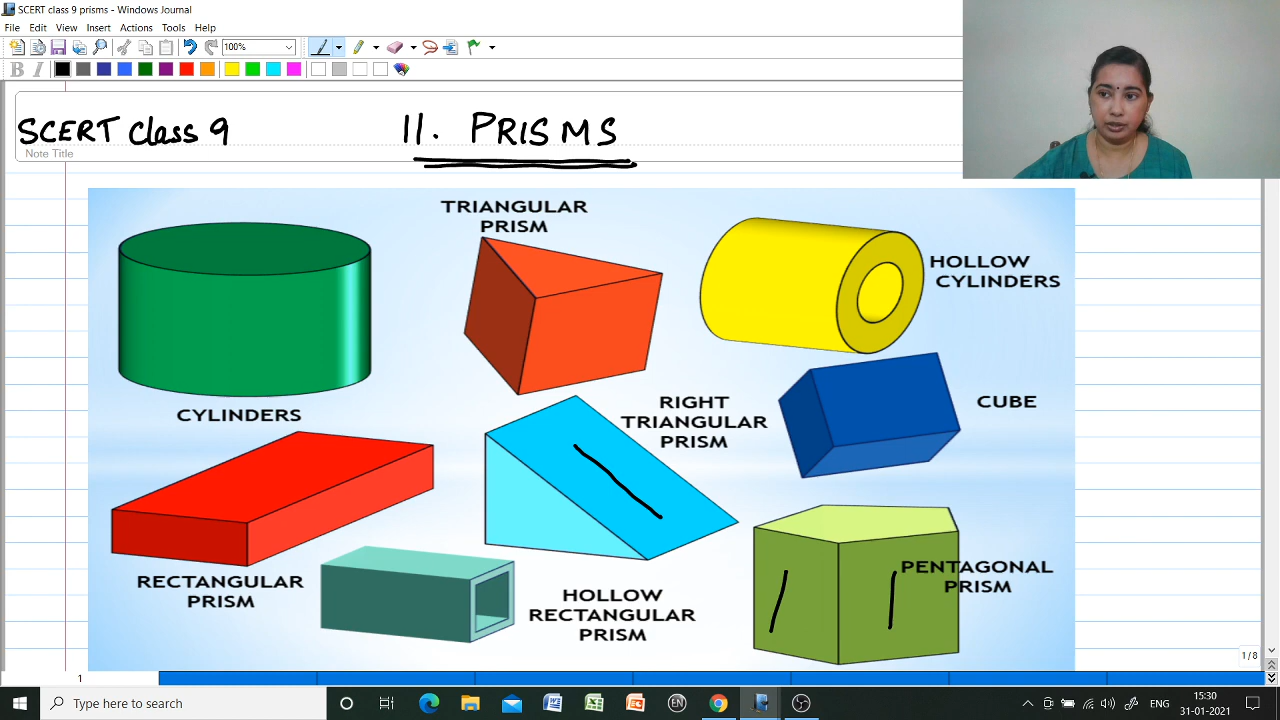 SCERT class 9 prisms - Windows Journal
File Edit View Insert Actions Tools Help
100%
B I
SCERT Class 9
11. PRISMS
Note Title
TRIANGULAR
PRISM
HOLLOW
CYLINDERS
CYLINDERS
RIGHT
TRIANGULAR
PRISM
CUBE
RECTANGULAR
PRISM
HOLLOW
RECTANGULAR
PRISM
PENTAGONAL
PRISM
1 / 8
1
Type here to search
EN
ENG
15:30
31-01-2021